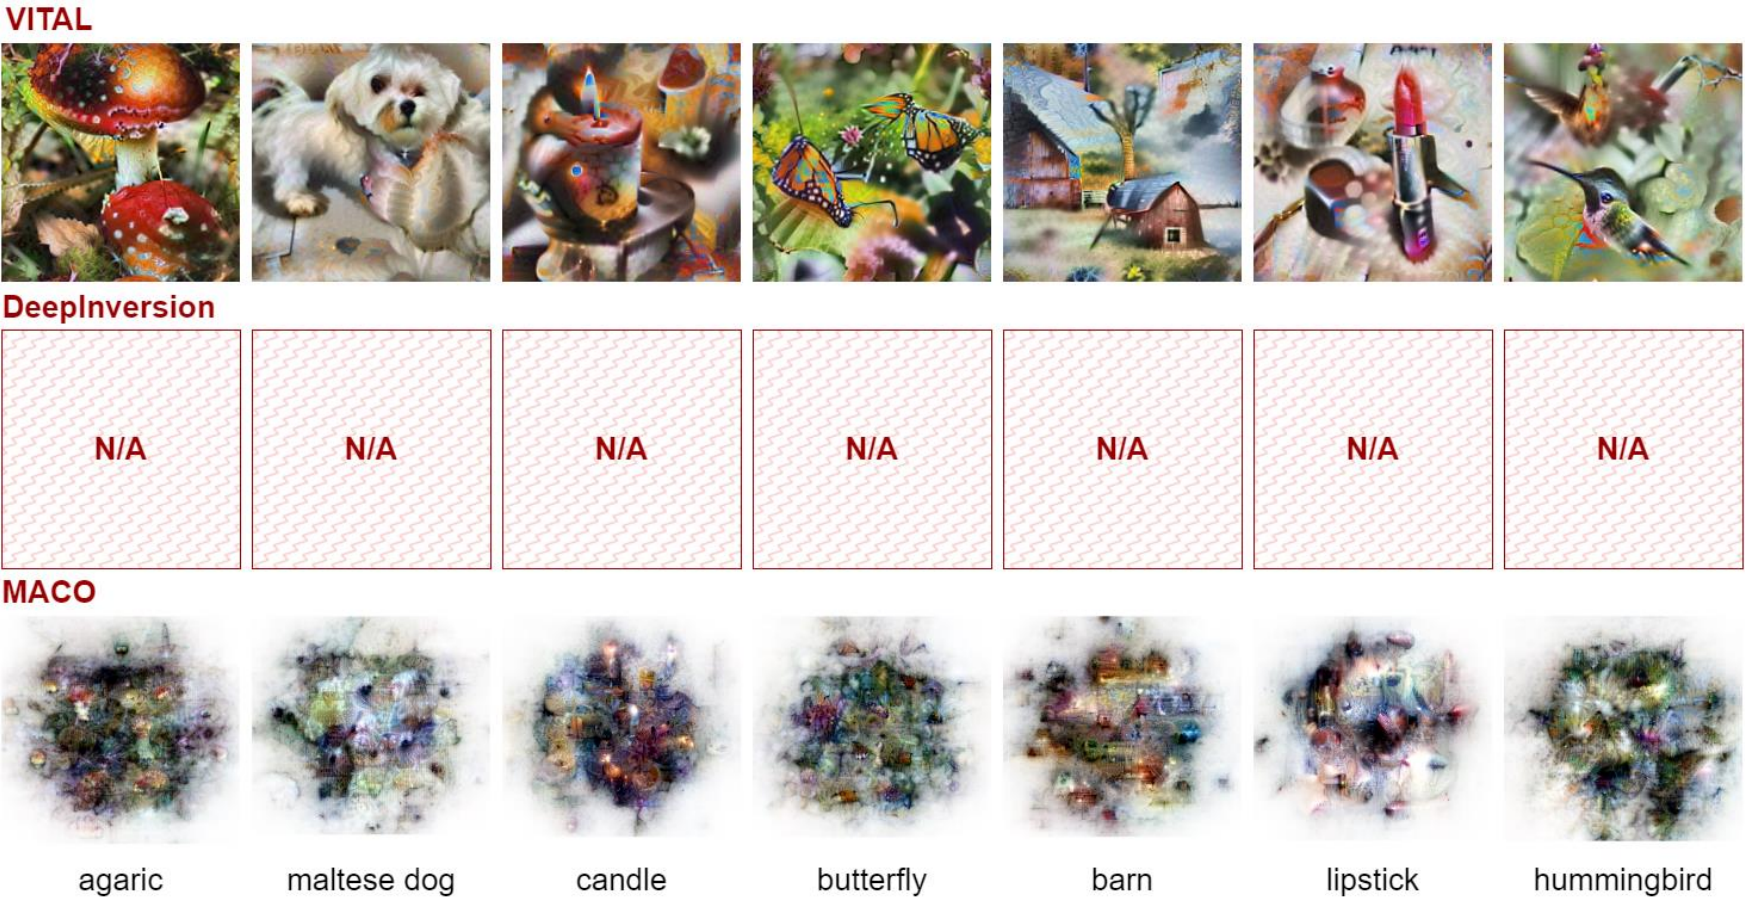 VITAL
DeepInversion
N/A N/A N/A N/A N/A N/A N/A
MACO
agaric maltese dog candle butterfly barn lipstick hummingbird